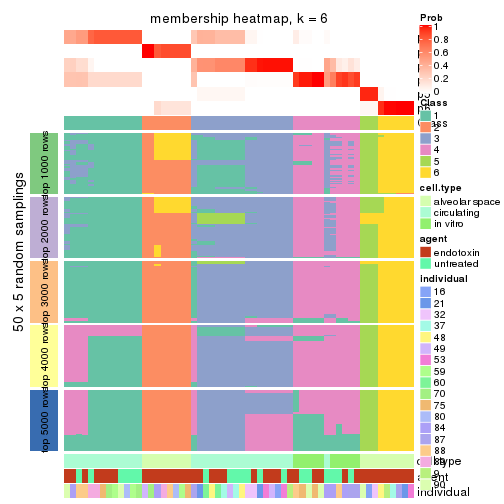 membership heatmap, k = 6
50 x 5 random samplings
top 1000 rows
top 2000 rows
top 3000 rows
top 4000 rows
top 5000 rows
Prob
1
0.8
0.6
0.4
0.2
0
Class
1
2
3
4
5
6
cell.type
alveolar space
circulating
in vitro
agent
endotoxin
untreated
individual
16
21
32
37
48
49
53
59
60
70
75
80
84
87
88
9
90
individual